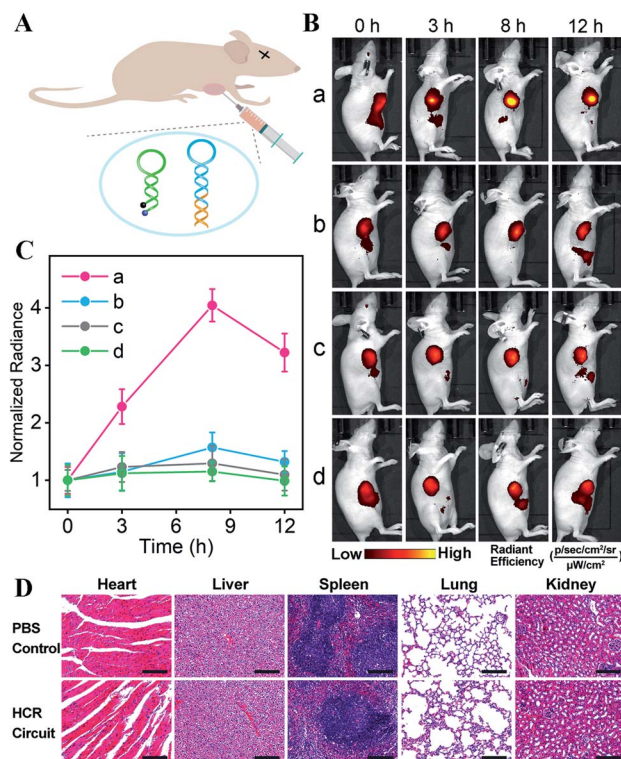 A
B
0 h 3 h 8 h 12 h
a
b
c
d
Low High Radiant Efficiency (p/sec/cm²/sr / µW/cm²)
C
a
b
c
d
Normalized Radiance
4
3
2
1
0 3 6 9 12
Time (h)
D
Heart Liver Spleen Lung Kidney
PBS
Control
HCR
Circuit